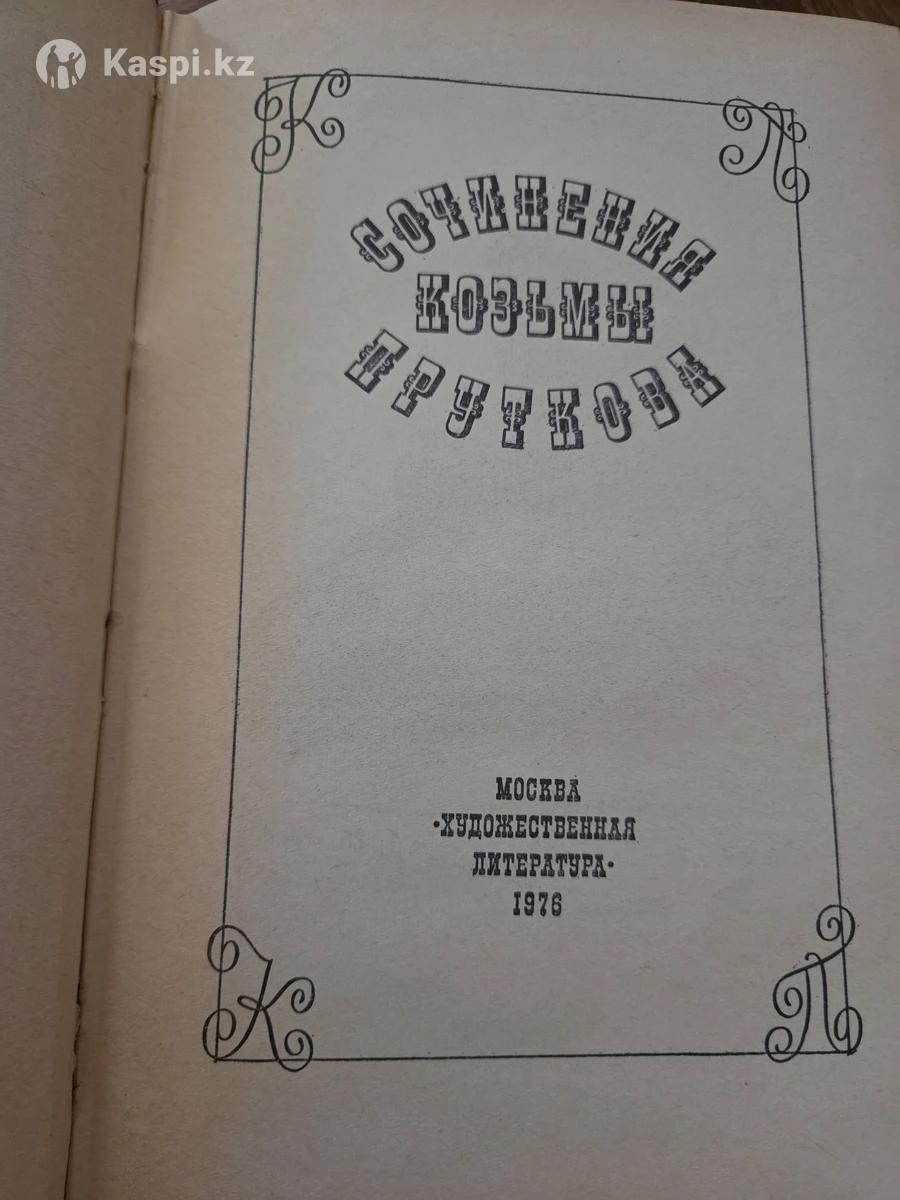 Kaspi.kz
К П
СОЧИНЕНИЯ
КОЗЬМЫ
ПРУТКОВА
МОСКВА
•ХУДОЖЕСТВЕННАЯ
ЛИТЕРАТУРА•
1976
К П